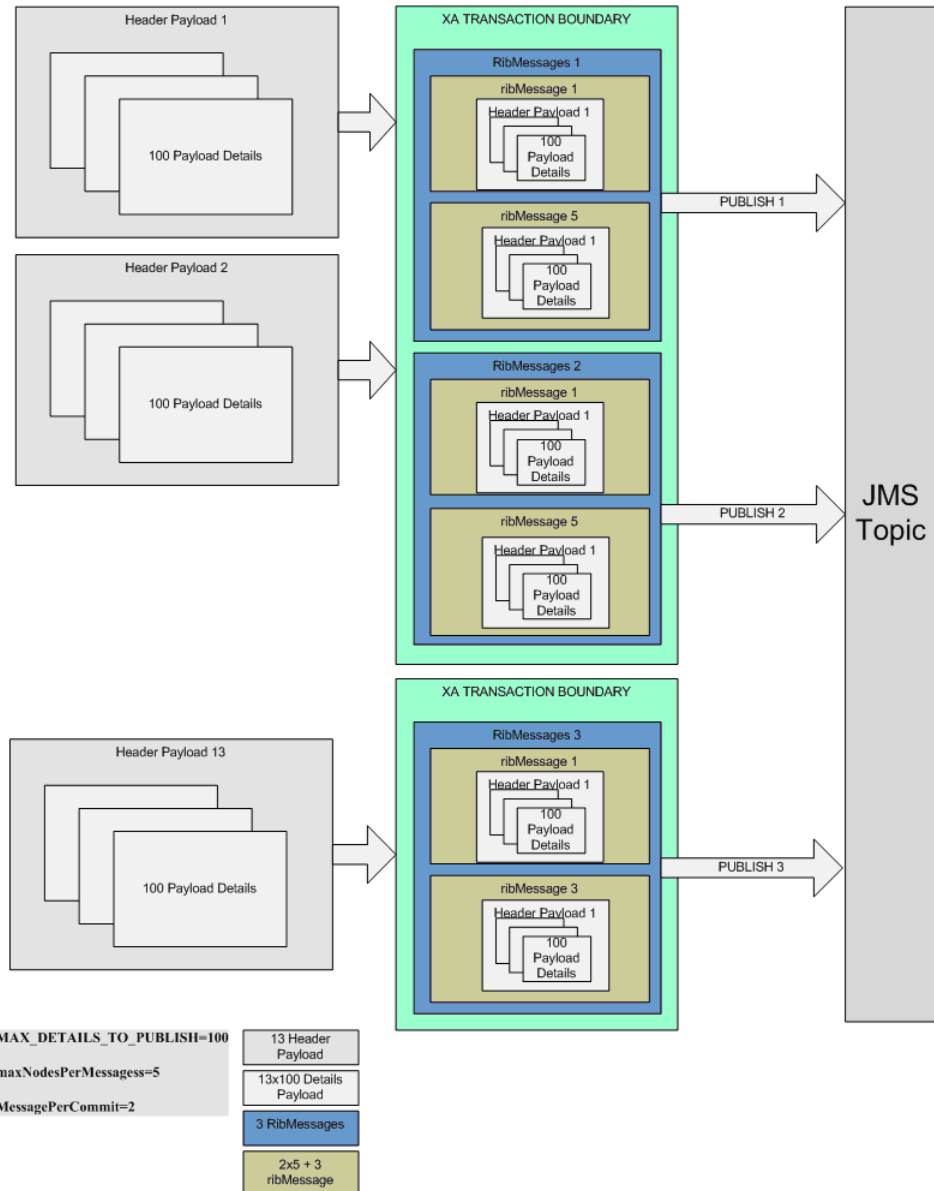 Header Payload 1
100 Payload Details
Header Payload 2
100 Payload Details
Header Payload 13
100 Payload Details
XA TRANSACTION BOUNDARY
RibMessages 1
ribMessage 1
Header Payload 1
100
Payload
Details
ribMessage 5
Header Payload 1
100
Payload
Details
RibMessages 2
ribMessage 1
Header Payload 1
100
Payload
Details
ribMessage 5
Header Payload 1
100
Payload
Details
XA TRANSACTION BOUNDARY
RibMessages 3
ribMessage 1
Header Payload 1
100
Payload
Details
ribMessage 3
Header Payload 1
100
Payload
Details
PUBLISH 1
PUBLISH 2
PUBLISH 3
JMS
Topic
MAX_DETAILS_TO_PUBLISH=100
maxNodesPerMessagess=5
MessagePerCommit=2
13 Header
Payload
13x100 Details
Payload
3 RibMessages
2x5 + 3
ribMessage